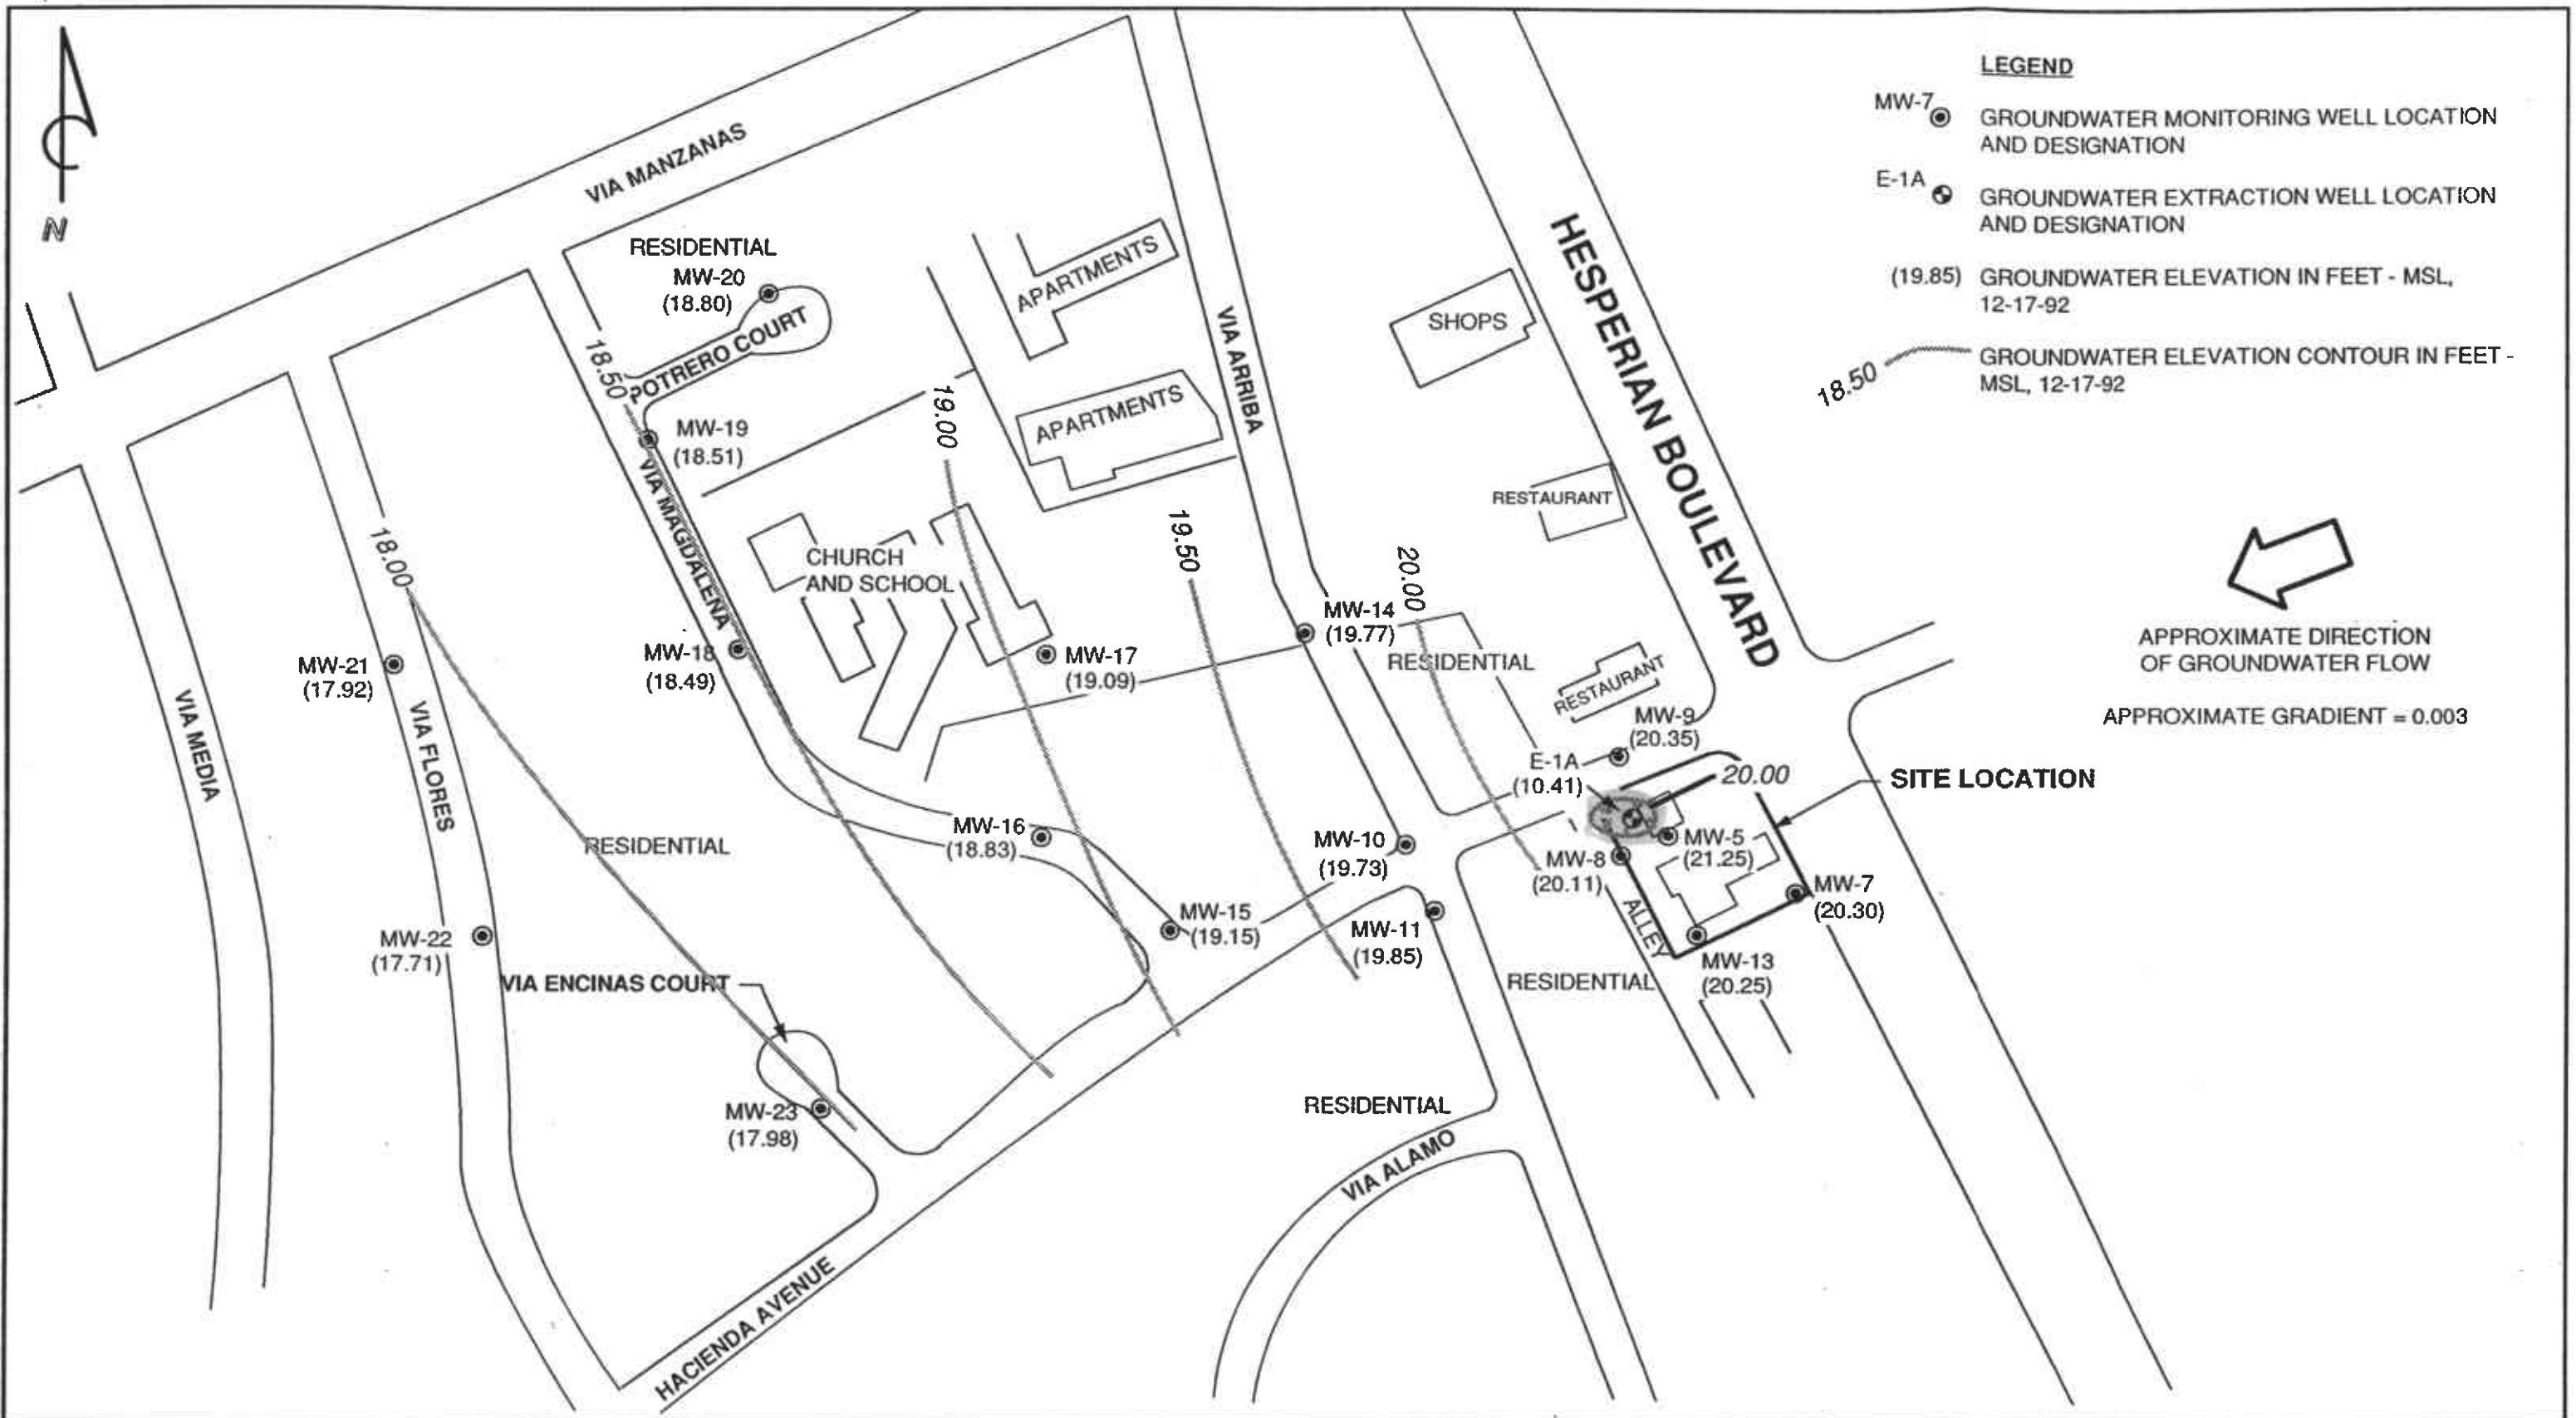 LEGEND
MW-7
GROUNDWATER MONITORING WELL LOCATION
AND DESIGNATION
E-1A
GROUNDWATER EXTRACTION WELL LOCATION
AND DESIGNATION
(19.85) GROUNDWATER ELEVATION IN FEET - MSL,
12-17-92
18.50
GROUNDWATER ELEVATION CONTOUR IN FEET -
MSL, 12-17-92
N
VIA MANZANAS
RESIDENTIAL
MW-20
(18.80)
POTRERO COURT
18.50
MW-19
(18.51)
VIA MAGDALENA
APARTMENTS
APARTMENTS
VIA ARRIBA
SHOPS
HESPERIAN BOULEVARD
RESTAURANT
19.00
19.50
20.00
18.00
CHURCH
AND SCHOOL
MW-14
(19.77)
RESIDENTIAL
RESTAURANT
MW-21
(17.92)
MW-18
(18.49)
MW-17
(19.09)
APPROXIMATE DIRECTION
OF GROUNDWATER FLOW
APPROXIMATE GRADIENT = 0.003
MW-9
(20.35)
E-1A
(10.41)
20.00
SITE LOCATION
VIA MEDIA
VIA FLORES
RESIDENTIAL
MW-16
(18.83)
MW-10
(19.73)
MW-8
(20.11)
MW-5
(21.25)
MW-7
(20.30)
ALLEY
MW-15
(19.15)
MW-11
(19.85)
MW-22
(17.71)
VIA ENCINAS COURT
RESIDENTIAL
MW-13
(20.25)
MW-23
(17.98)
RESIDENTIAL
VIA ALAMO
HACIENDA AVENUE